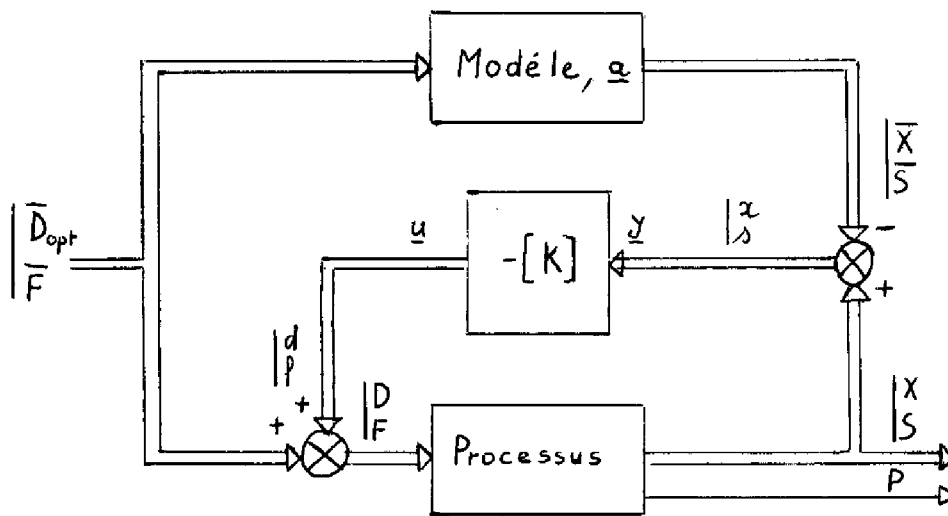 Modéle, a
X̅
S̅
u
y
x
s
-
- [K]
D̅opt
F̅
+
d
f
+
+
D
F
X
S
Processus
P